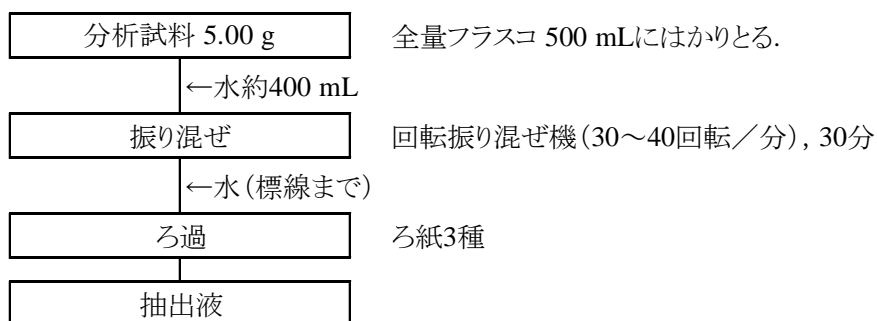 分析試料 5.00 g 全量フラスコ 500 mLにはかりとる.
←水約400 mL
振り混ぜ 回転振り混ぜ機(30~40回転/分), 30分
←水(標線まで)
ろ過 ろ紙3種
抽出液